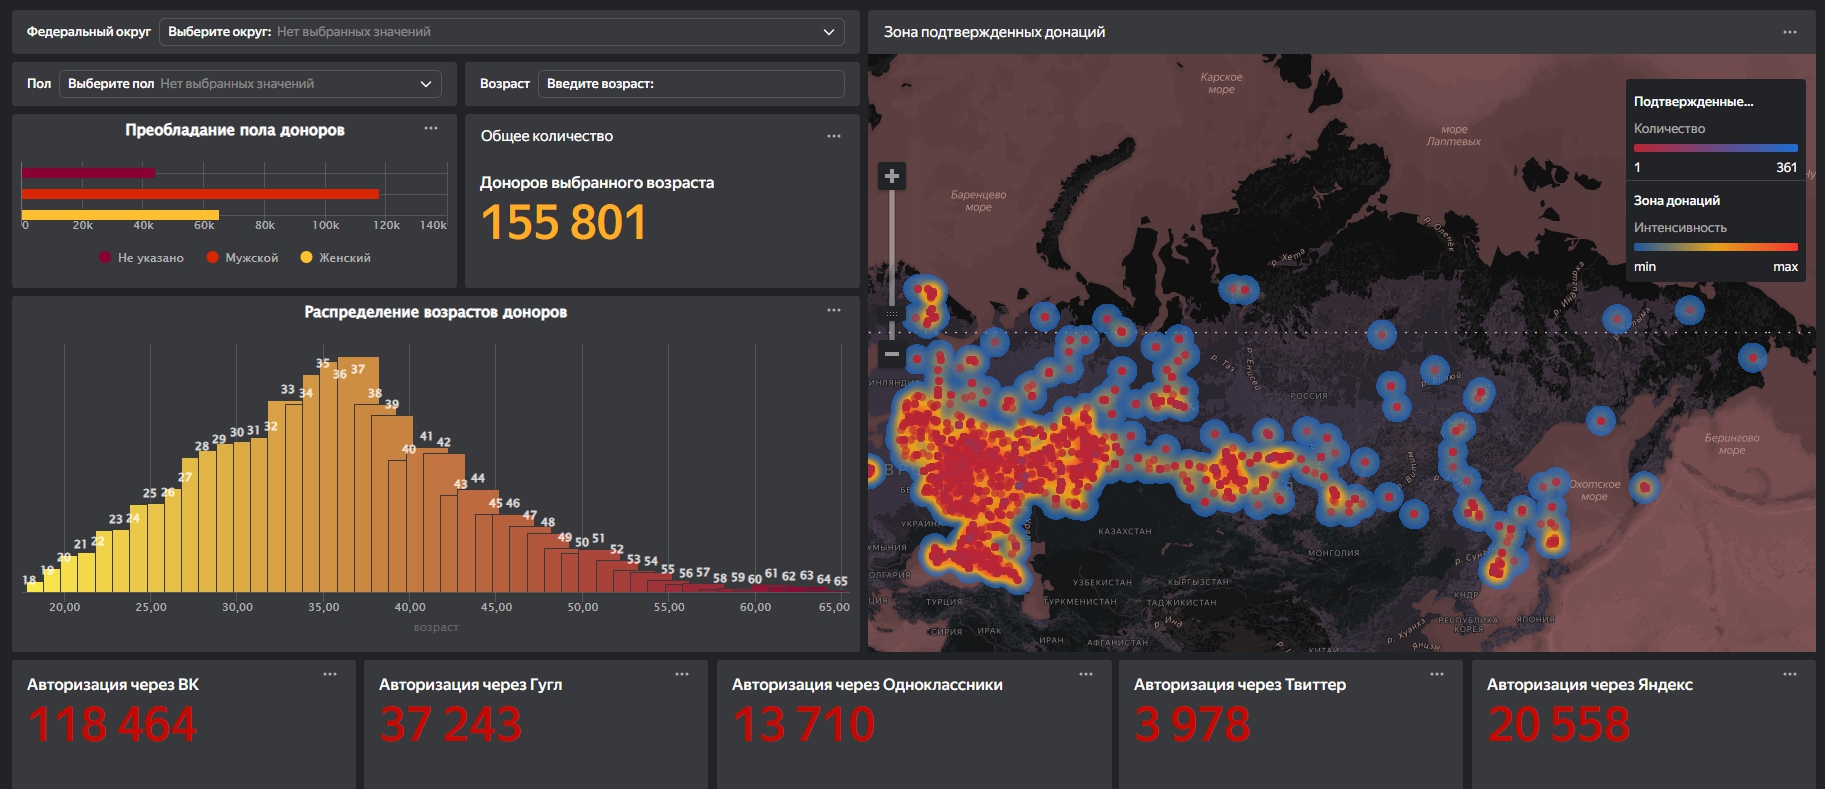 Федеральный округ
Выберите округ: Нет выбранных значений
Пол
Выберите пол Нет выбранных значений
Возраст
Введите возраст:
Преобладание пола доноров
0 20k 40k 60k 80k 100k 120k 140k
Не указано Мужской Женский
Общее количество
Доноров выбранного возраста
155 801
Распределение возрастов доноров
18 19 20 21 22 23 24 25 26 27 28 29 30 31 32 33 34 35 36 37 38 39 40 41 42 43 44 45 46 47 48 49 50 51 52 53 54 55 56 57 58 59 60 61 62 63 64 65
20,00 25,00 30,00 35,00 40,00 45,00 50,00 55,00 60,00 65,00
возраст
Зона подтвержденных донаций
Подтвержденные...
Количество
1 361
Зона донаций
Интенсивность
min max
Карское
море
море
Лаптевых
Баренцево
море
р. Хета
р. Оленёк
р. Таз
р. Енисей
р. Вилюй
РОССИЯ
Берингово
море
Охотское
море
УКРАИНА
КАЗАХСТАН
МОНГОЛИЯ
УЗБЕКИСТАН
КЫРГЫЗСТАН
ТУРЦИЯ
ТУРКМЕНИСТАН
ТАДЖИКИСТАН
КНДР
РЕСПУБЛИКА
КОРЕЯ
ЯПОНИЯ
СИРИЯ
ИРАК
ИРАН
АФГАНИСТАН
р. Инд
р. Хуанхэ
Янцзы
КИТАЙ
Авторизация через ВК
118 464
Авторизация через Гугл
37 243
Авторизация через Одноклассники
13 710
Авторизация через Твиттер
3 978
Авторизация через Яндекс
20 558